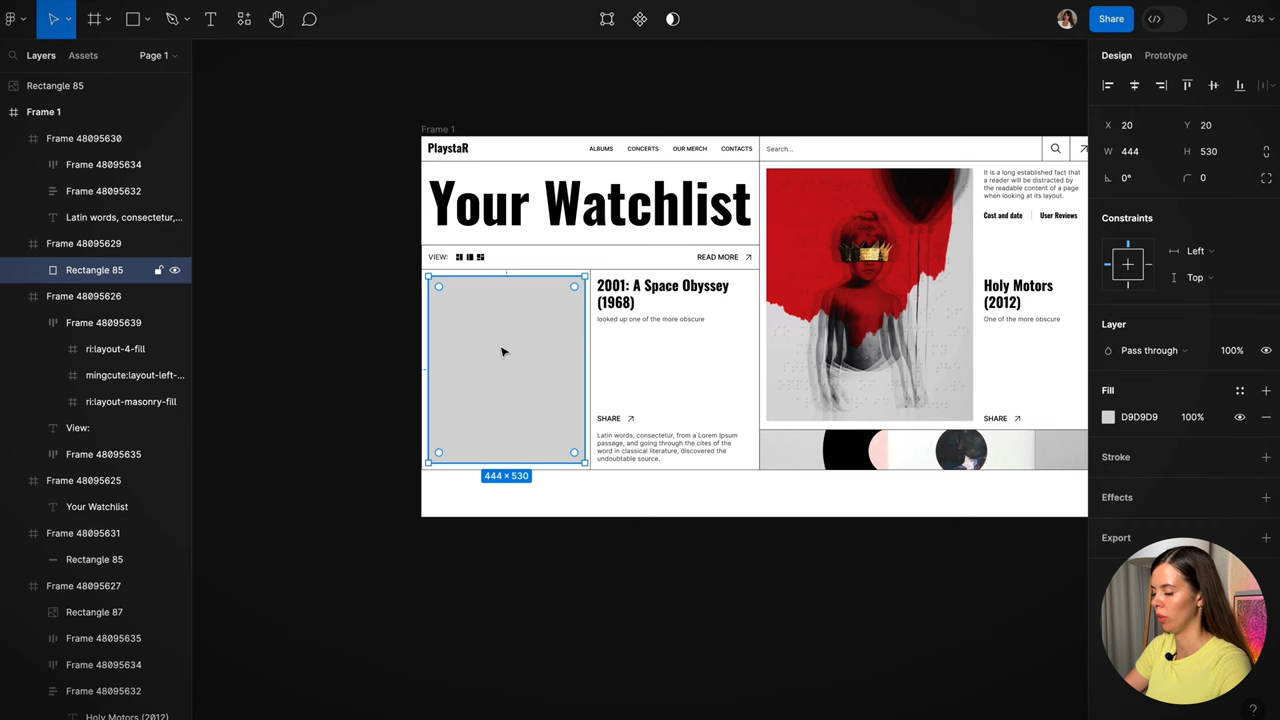 Share
43%
Layers
Assets
Page 1
Rectangle 85
Frame 1
Frame 48095630
Frame 48095634
Frame 48095632
Latin words, consectetur,...
Frame 48095629
Rectangle 85
Frame 48095626
Frame 48095639
ri:layout-4-fill
mingcute:layout-left-...
ri:layout-masonry-fill
View:
Frame 48095635
Frame 48095625
Your Watchlist
Frame 48095631
Rectangle 85
Frame 48095627
Rectangle 87
Frame 48095635
Frame 48095634
Frame 48095632
Holy Motors (2012)
Frame 1
PlaystaR
ALBUMS
CONCERTS
OUR MERCH
CONTACTS
Search...
Your Watchlist
VIEW:
READ MORE
2001: A Space Obyssey
(1968)
looked up one of the more obscure
SHARE
Latin words, consectetur, from a Lorem Ipsum
passage, and going through the cites of the
word in classical literature, discovered the
undoubtable source.
444 × 530
It is a long established fact that
a reader will be distracted by
the readable content of a page
when looking at its layout.
Cost and date
User Reviews
Holy Motors
(2012)
One of the more obscure
SHARE
Design
Prototype
X 20
Y 20
W 444
H 530
0°
0
Constraints
Left
Top
Layer
Pass through
100%
Fill
D9D9D9
100%
Stroke
Effects
Export
?